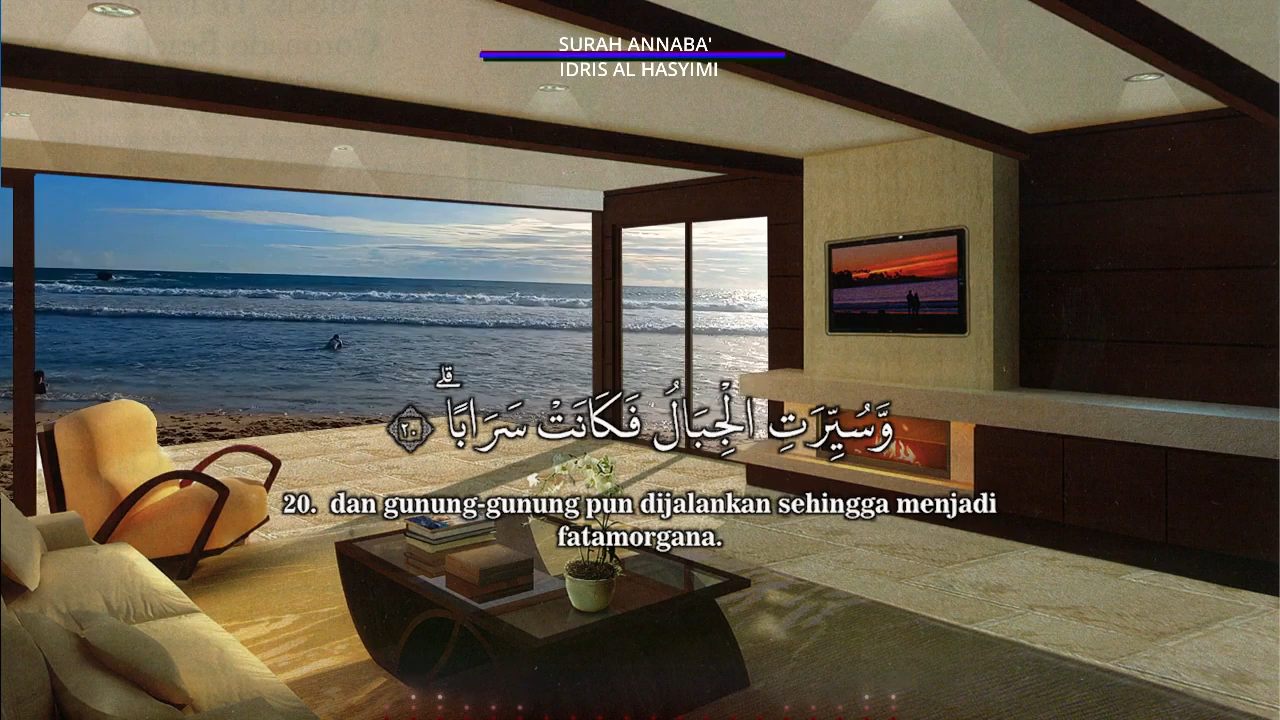 SURAH ANNABA'
IDRIS AL HASYIMI
وَّسُيِّرَتِ الْجِبَالُ فَكَانَتْ سَرَابًاۗ ۝٢٠
20. dan gunung-gunung pun dijalankan sehingga menjadi
fatamorgana.